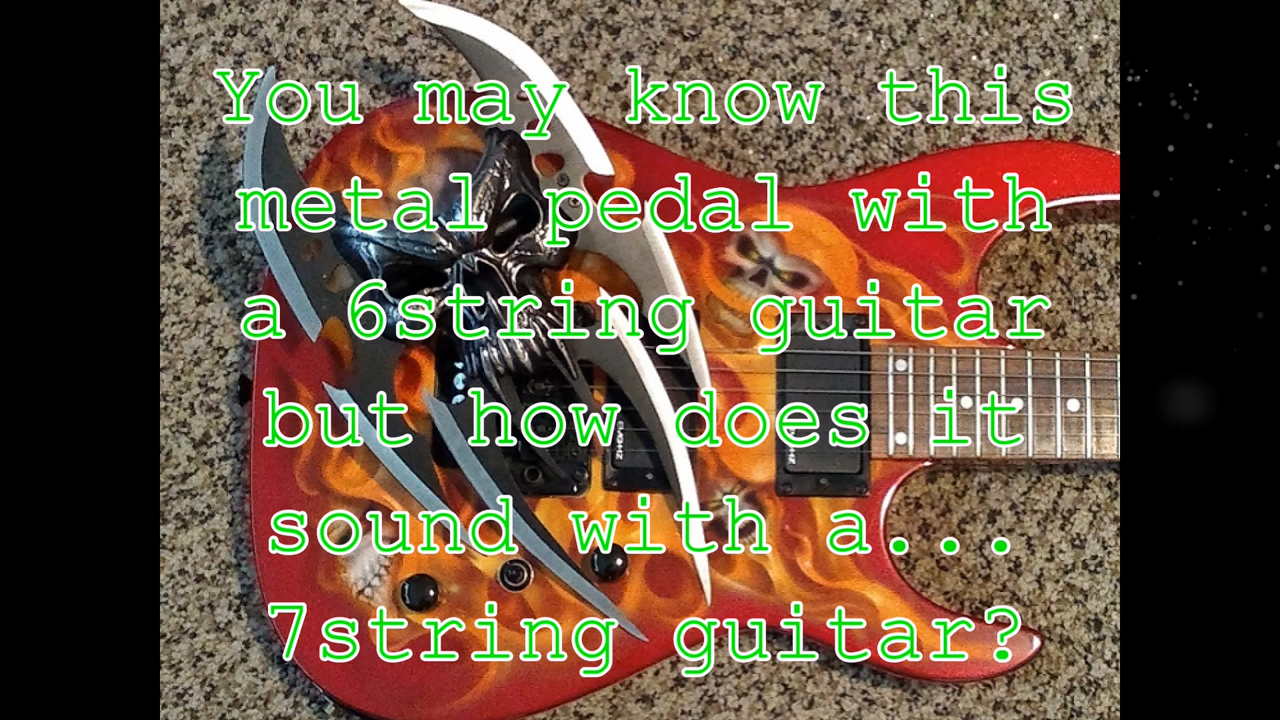 You may know this
metal pedal with
a 6string guitar
but how does it
sound with a...
7string guitar?